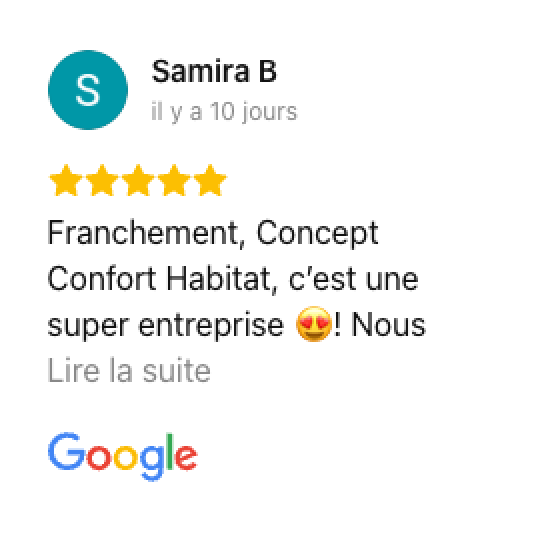 S
Samira B
il y a 10 jours
Franchement, Concept
Confort Habitat, c’est une
super entreprise 😍! Nous
Lire la suite
Google